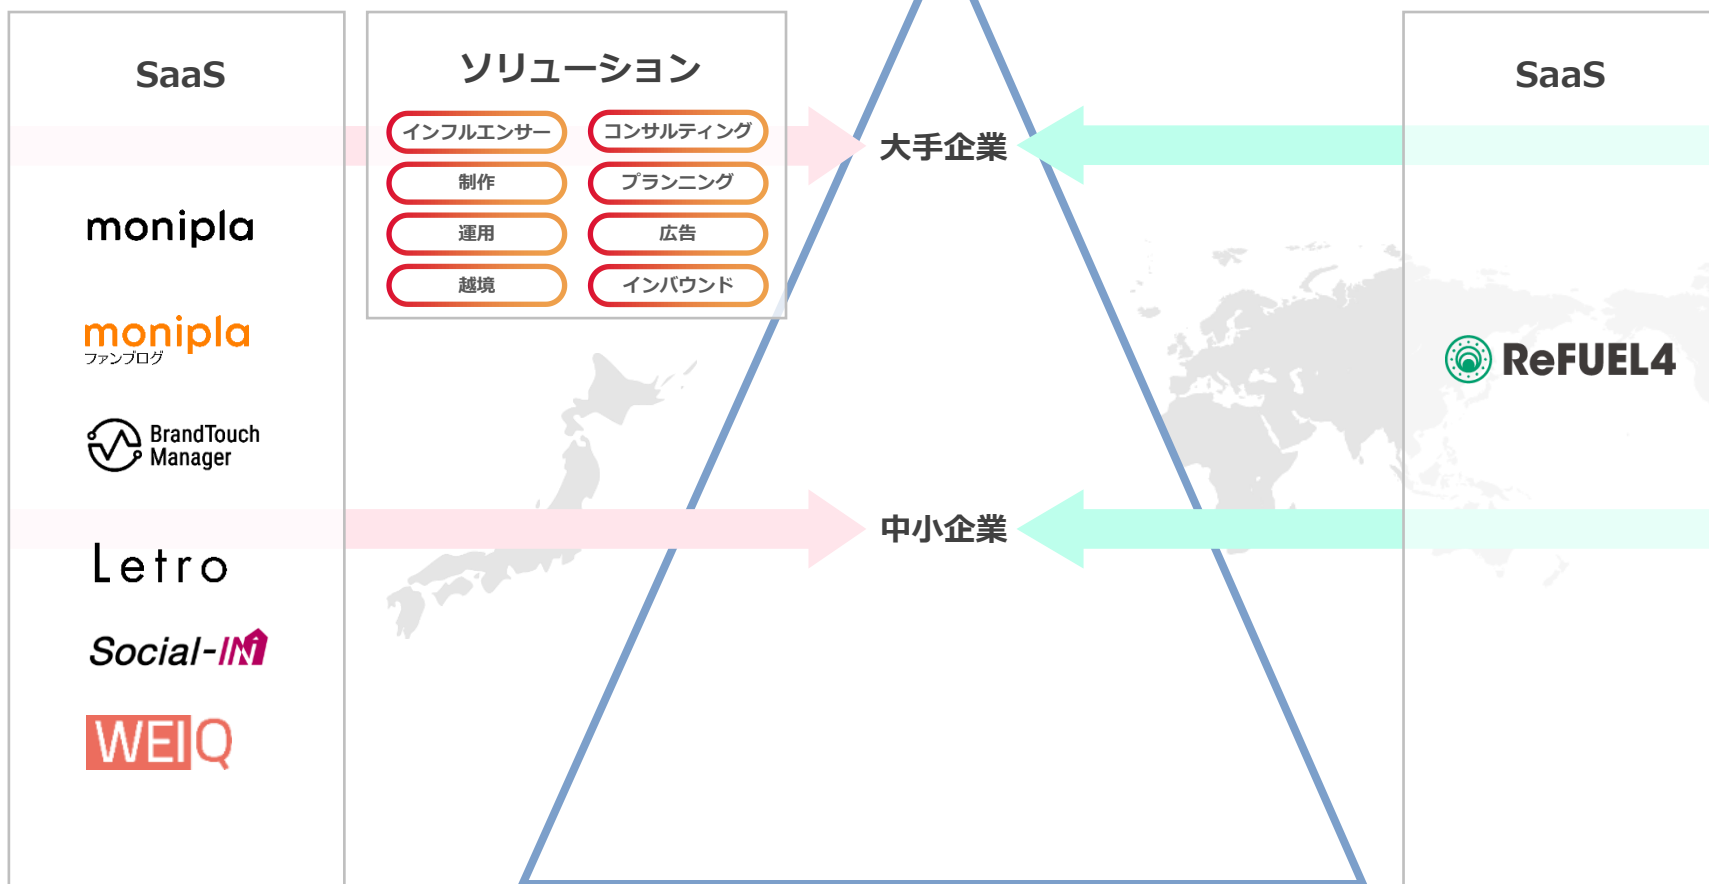 SaaS
monipla
monipla
ファンブログ
BrandTouch
Manager
Letro
Social-IN
WEIQ
ソリューション
インフルエンサー
コンサルティング
制作
プランニング
運用
広告
越境
インバウンド
大手企業
中小企業
SaaS
ReFUEL4